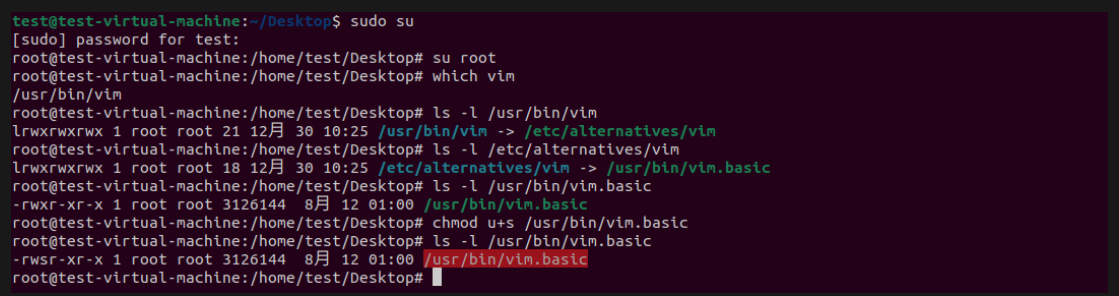 test@test-virtual-machine:~/Desktop$ sudo su
[sudo] password for test:
root@test-virtual-machine:/home/test/Desktop# su root
root@test-virtual-machine:/home/test/Desktop# which vim
/usr/bin/vim
root@test-virtual-machine:/home/test/Desktop# ls -l /usr/bin/vim
lrwxrwxrwx 1 root root 21 12月 30 10:25 /usr/bin/vim -> /etc/alternatives/vim
root@test-virtual-machine:/home/test/Desktop# ls -l /etc/alternatives/vim
lrwxrwxrwx 1 root root 18 12月 30 10:25 /etc/alternatives/vim -> /usr/bin/vim.basic
root@test-virtual-machine:/home/test/Desktop# ls -l /usr/bin/vim.basic
-rwxr-xr-x 1 root root 3126144  8月 12 01:00 /usr/bin/vim.basic
root@test-virtual-machine:/home/test/Desktop# chmod u+s /usr/bin/vim.basic
root@test-virtual-machine:/home/test/Desktop# ls -l /usr/bin/vim.basic
-rwsr-xr-x 1 root root 3126144  8月 12 01:00 /usr/bin/vim.basic
root@test-virtual-machine:/home/test/Desktop#